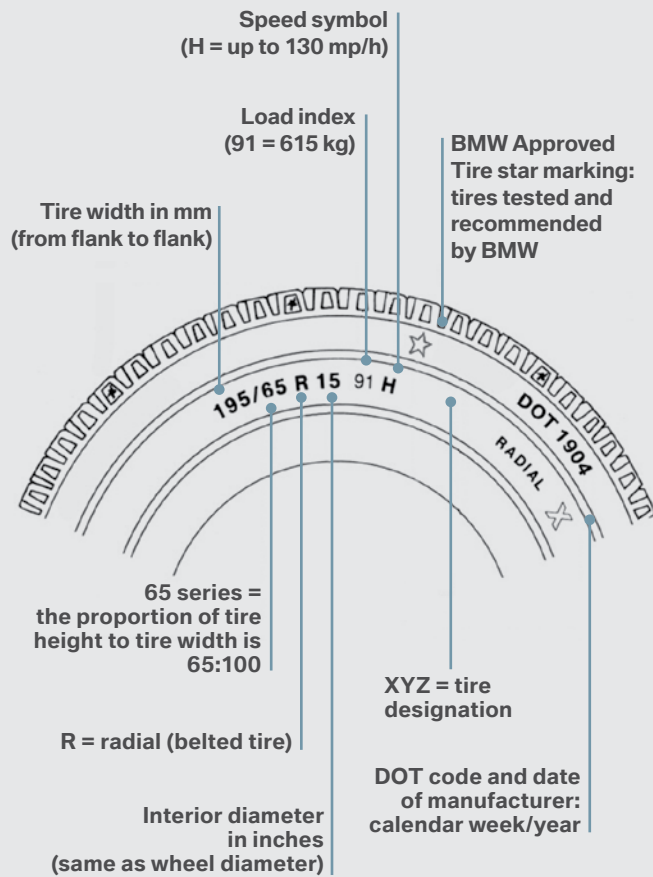 Speed symbol
(H = up to 130 mp/h)
Load index
(91 = 615 kg)
BMW Approved
Tire star marking:
tires tested and
recommended
by BMW
Tire width in mm
(from flank to flank)
195/65 R 15 91 H
DOT 1904
RADIAL
65 series =
the proportion of tire
height to tire width is
65:100
XYZ = tire
designation
R = radial (belted tire)
DOT code and date
of manufacturer:
calendar week/year
Interior diameter
in inches
(same as wheel diameter)